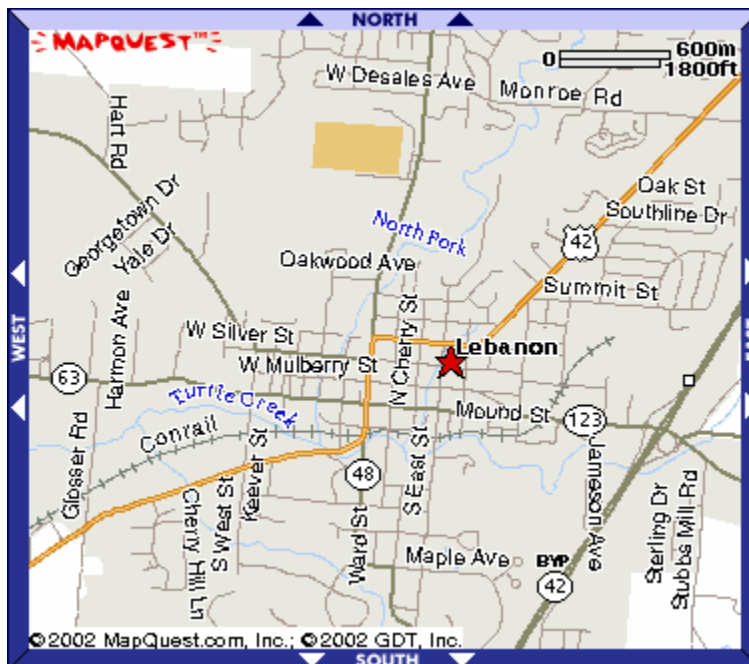 NORTH
MAPQUEST™
0
600m
1800ft
W Desales Ave
Monroe Rd
Hart Rd
Oak St
Southline Dr
Georgetown Dr
Yale Dr
North Fork
42
Oakwood Ave
Summit St
WEST
Harmon Ave
W Silver St
N Cherry St
Lebanon
W Mulberry St
63
Turtle Creek
Mound St
123
Conrail
Glosser Rd
Keever St
S West St
Cherry Hill Ln
48
Ward St
S East St
Jameson Ave
Sterling Dr
Stubbs Mill Rd
Maple Ave
BYP
42
©2002 MapQuest.com, Inc.; ©2002 GDT, Inc.
SOUTH